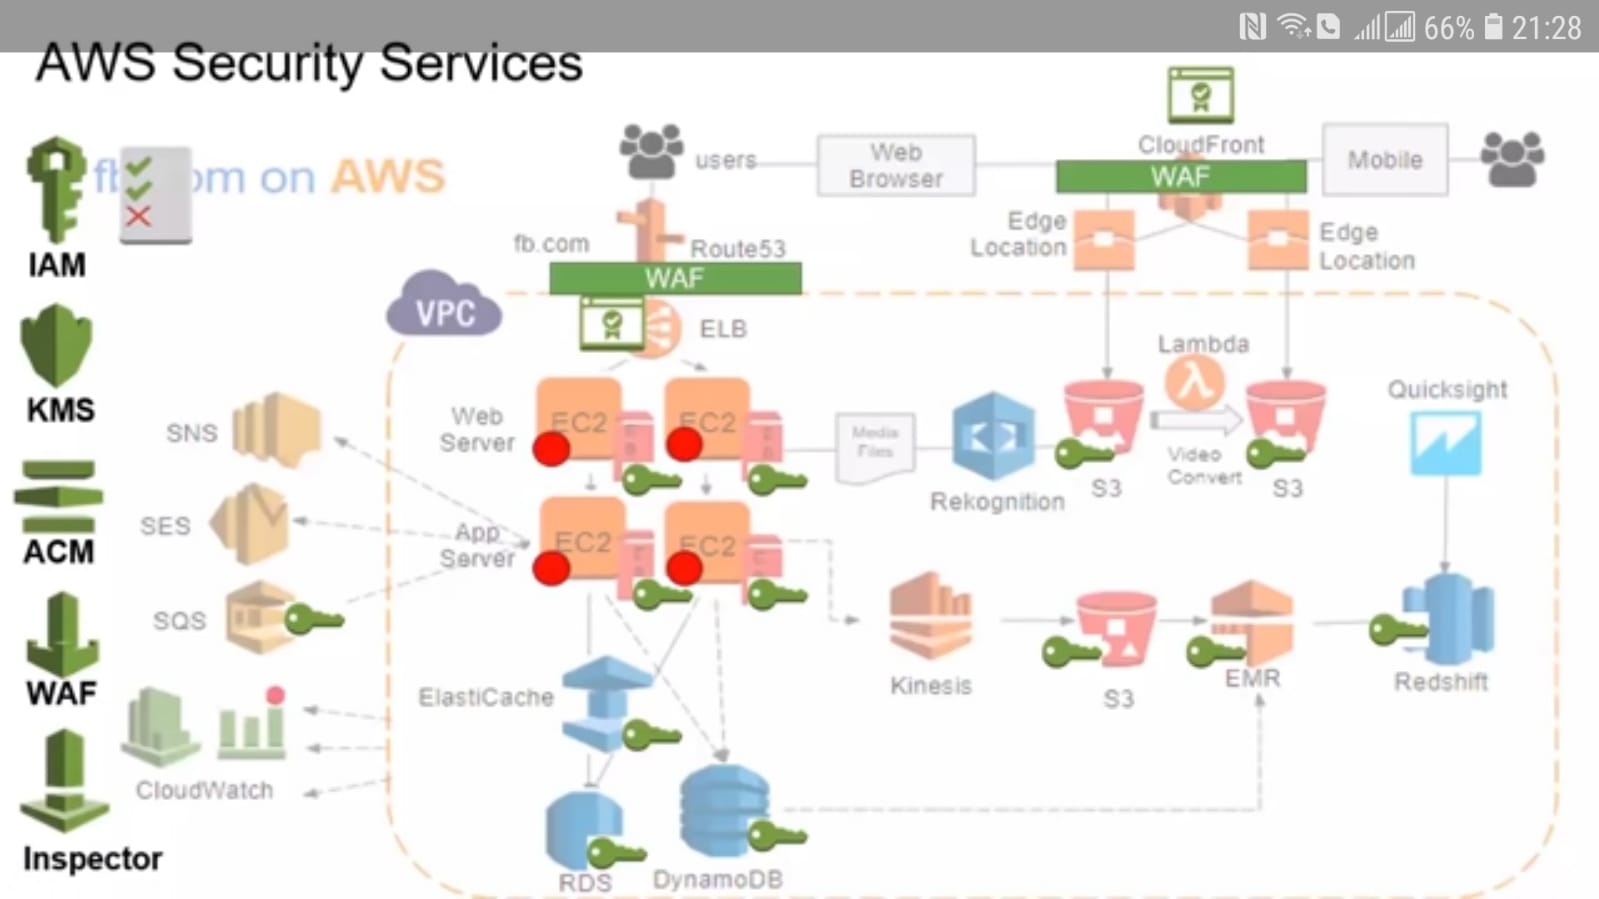 66% 21:28
AWS Security Services
om on AWS
IAM
KMS
ACM
WAF
Inspector
users
Web
Browser
CloudFront
WAF
Mobile
Edge
Location
Edge
Location
fb.com
Route53
WAF
VPC
ELB
Web
Server
EC2
EC2
Media
Files
Rekognition
S3
Lambda
Video
Convert
S3
Quicksight
SNS
SES
SQS
App
Server
EC2
EC2
Kinesis
S3
EMR
Redshift
ElastiCache
CloudWatch
RDS
DynamoDB